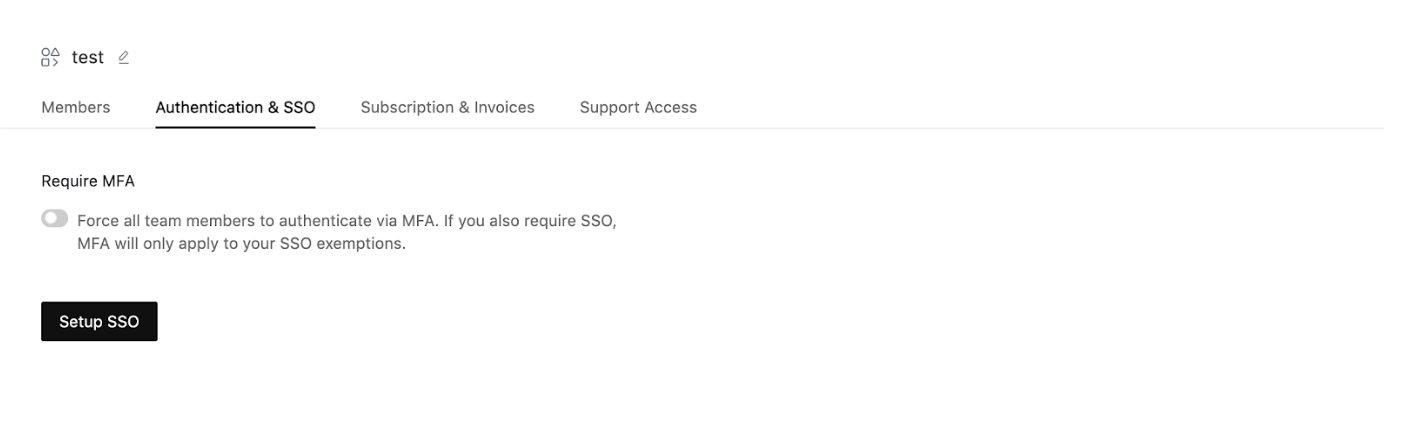 test
Members Authentication & SSO Subscription & Invoices Support Access
Require MFA
Force all team members to authenticate via MFA. If you also require SSO,
MFA will only apply to your SSO exemptions.
Setup SSO